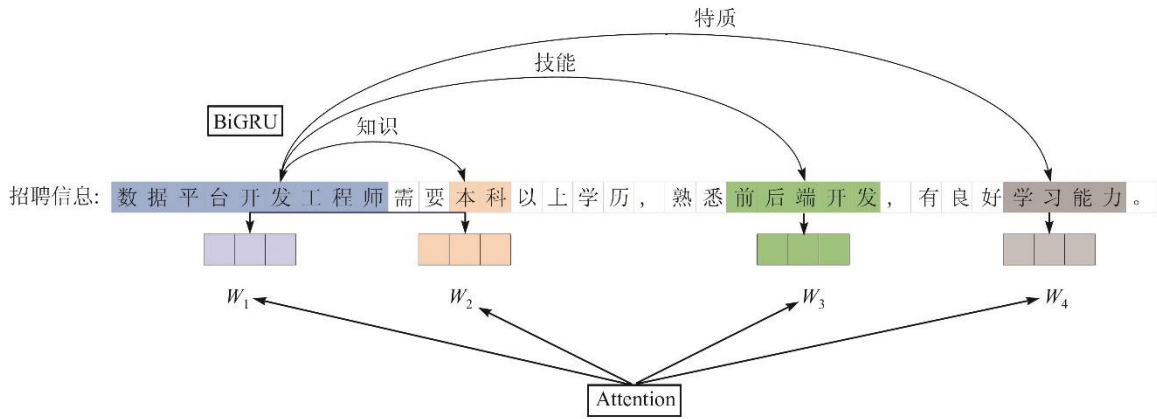 特质
技能
BiGRU
知识
招聘信息: 数据平台开发工程师需要本科以上学历，熟悉前后端开发，有良好学习能力。
W₁ W₂ W₃ W₄
Attention